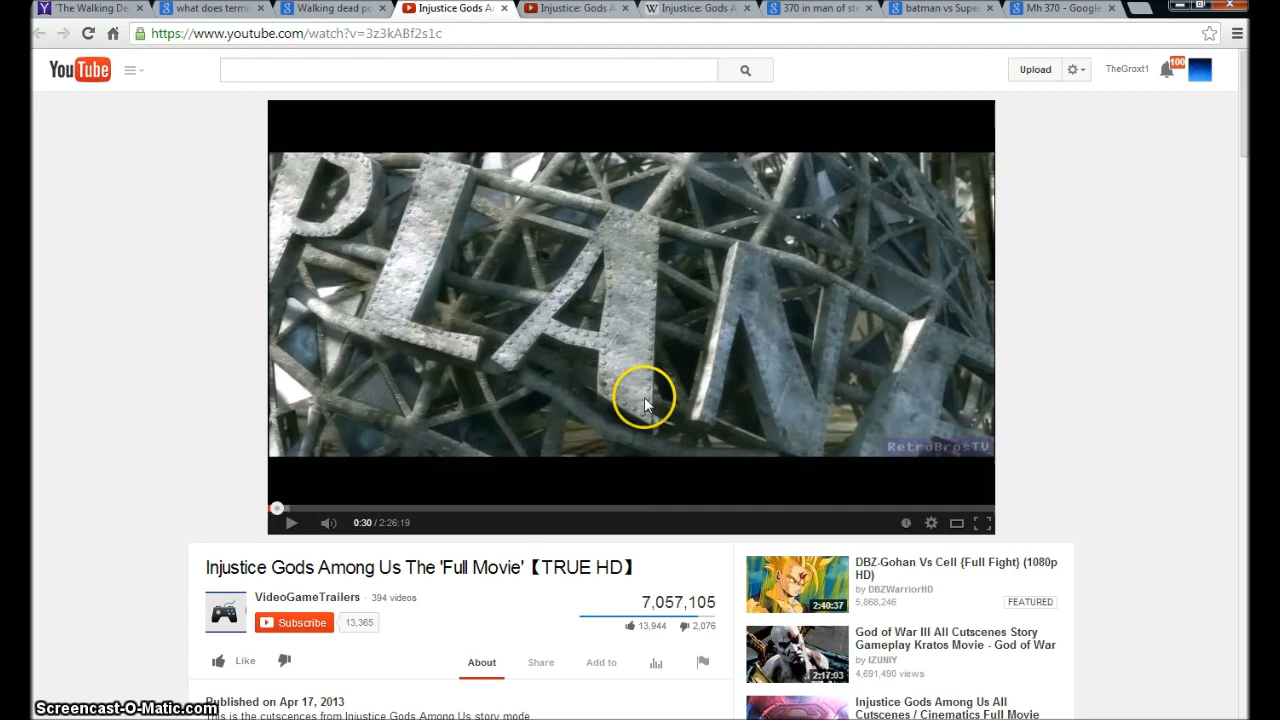 "The Walking De
what does termi
Walking dead po
Injustice Gods A
Injustice: Gods A
Injustice: Gods A
370 in man of st
batman vs Super
Mh 370 - Google
https://www.youtube.com/watch?v=3z3kABf2s1c
YouTube
Upload
TheGrox1
100
PLAN
RetroBrosTV
0:30 / 2:26:19
Injustice Gods Among Us The 'Full Movie'【TRUE HD】
VideoGameTrailers · 394 videos
Subscribe
13,365
7,057,105
13,944
2,076
Like
About
Share
Add to
Published on Apr 17, 2013
This is the cutscences from Injustice Gods Among Us story mode
DBZ-Gohan Vs Cell {Full Fight} (1080p
HD)
by DBZWarriorHD
5,868,246
FEATURED
2:40:37
God of War III All Cutscenes Story
Gameplay Kratos Movie - God of War
by IZUNIY
4,691,490 views
2:17:03
Injustice Gods Among Us All
Cutscenes / Cinematics Full Movie
Screencast-O-Matic.com